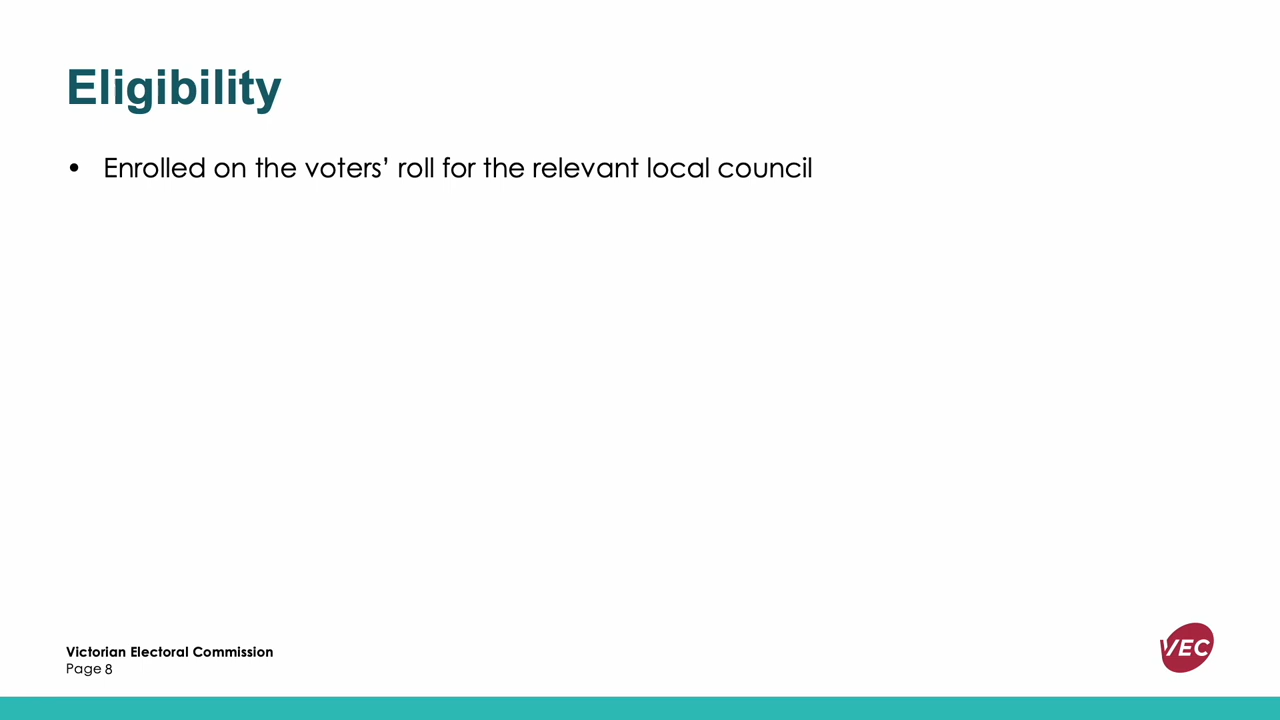 Eligibility
• Enrolled on the voters’ roll for the relevant local council
Victorian Electoral Commission
Page 8
VEC